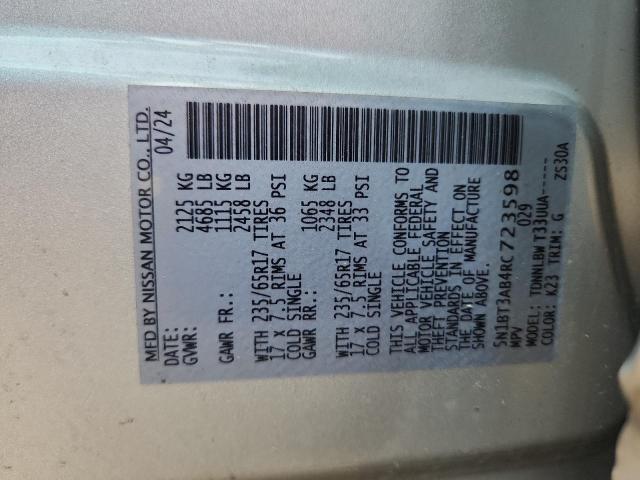 MFD BY NISSAN MOTOR CO., LTD.
DATE: 04/24
GVWR: 2125 KG
4685 LB
GAWR FR.: 1115 KG
2458 LB
WITH 235/65R17 TIRES
17 X 7.5 RIMS AT 36 PSI
COLD SINGLE
GAWR RR.: 1065 KG
2348 LB
WITH 235/65R17 TIRES
17 X 7.5 RIMS AT 33 PSI
COLD SINGLE
THIS VEHICLE CONFORMS TO
ALL APPLICABLE FEDERAL
MOTOR VEHICLE SAFETY AND
THEFT PREVENTION
STANDARDS IN EFFECT ON
THE DATE OF MANUFACTURE
SHOWN ABOVE.
5N1BT3AB4RC723598
MPV 029
MODEL: TDNNLBW T33UUA-----
COLOR: K23 TRIM: G ZS30A